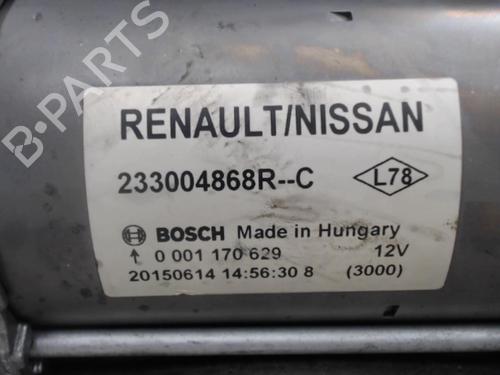 B-PARTS
RENAULT/NISSAN
233004868R--C L78
BOSCH Made in Hungary
0 001 170 629 12V
20150614 14:56:30 8 (3000)